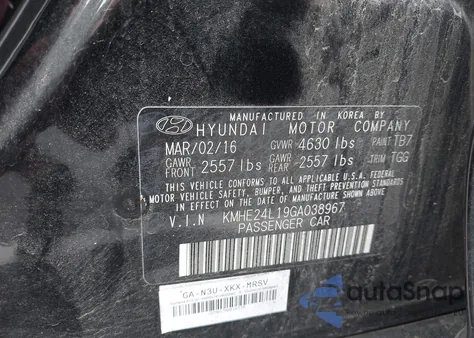 MANUFACTURED IN KOREA BY
HYUNDAI MOTOR COMPANY
MAR/02/16 GVWR 4630 lbs PAINT TB7
GAWR FRONT 2557 lbs GAWR REAR 2557 lbs TRIM TGG
THIS VEHICLE CONFORMS TO ALL APPLICABLE U.S.A. FEDERAL
MOTOR VEHICLE SAFETY, BUMPER, AND THEFT PREVENTION STANDARDS
IN EFFECT ON THE DATE OF MANUFACTURE SHOWN ABOVE.
V.I.N KMHE24L19GA038967
PASSENGER CAR
GA-N3U-XKX-MR5V
autoSnap